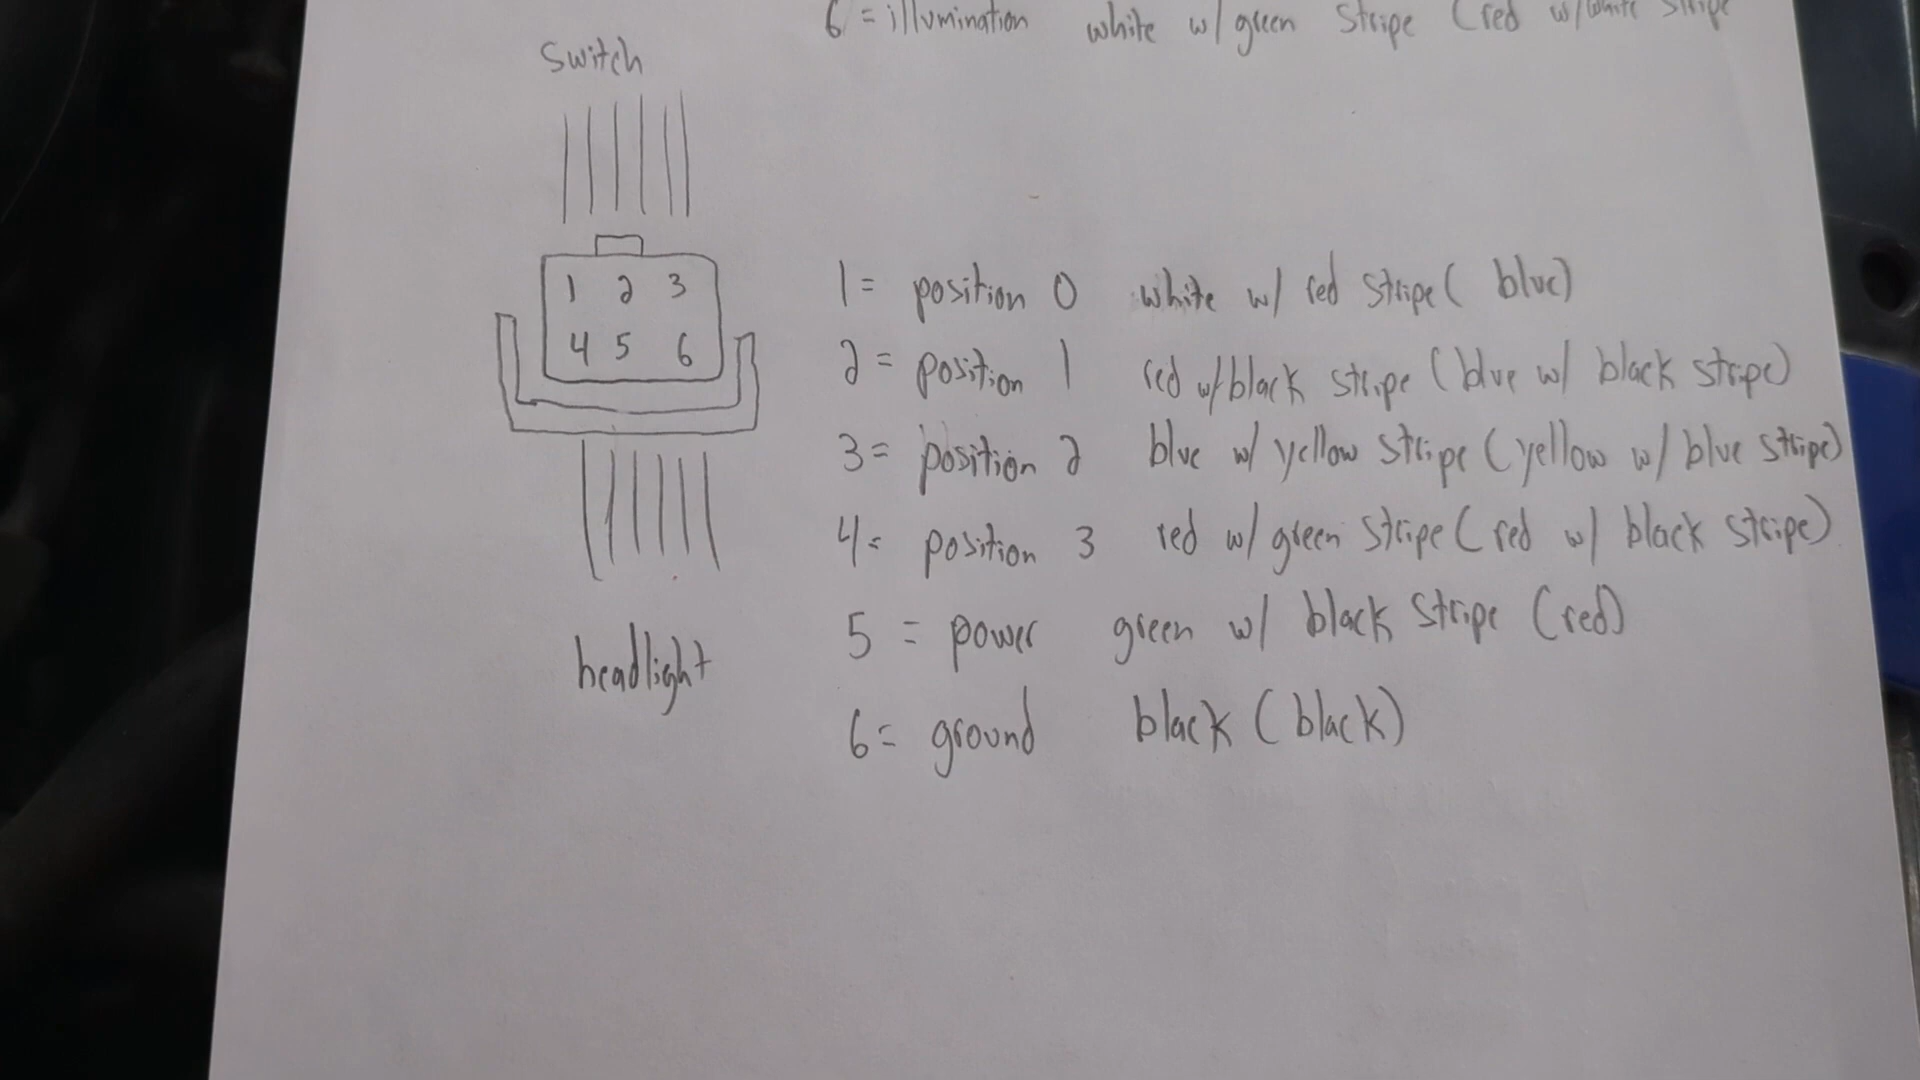 6 = illumination white w/ green stripe (red w/white stripe
switch
1 2 3
4 5 6
1 = position 0 white w/ red stripe (blue)
2 = position 1 red w/black stripe (blue w/ black stripe)
3 = position 2 blue w/ yellow stripe (yellow w/ blue stripe)
4 = position 3 red w/ green stripe (red w/ black stripe)
5 = power green w/ black stripe (red)
6 = ground black (black)
headlight